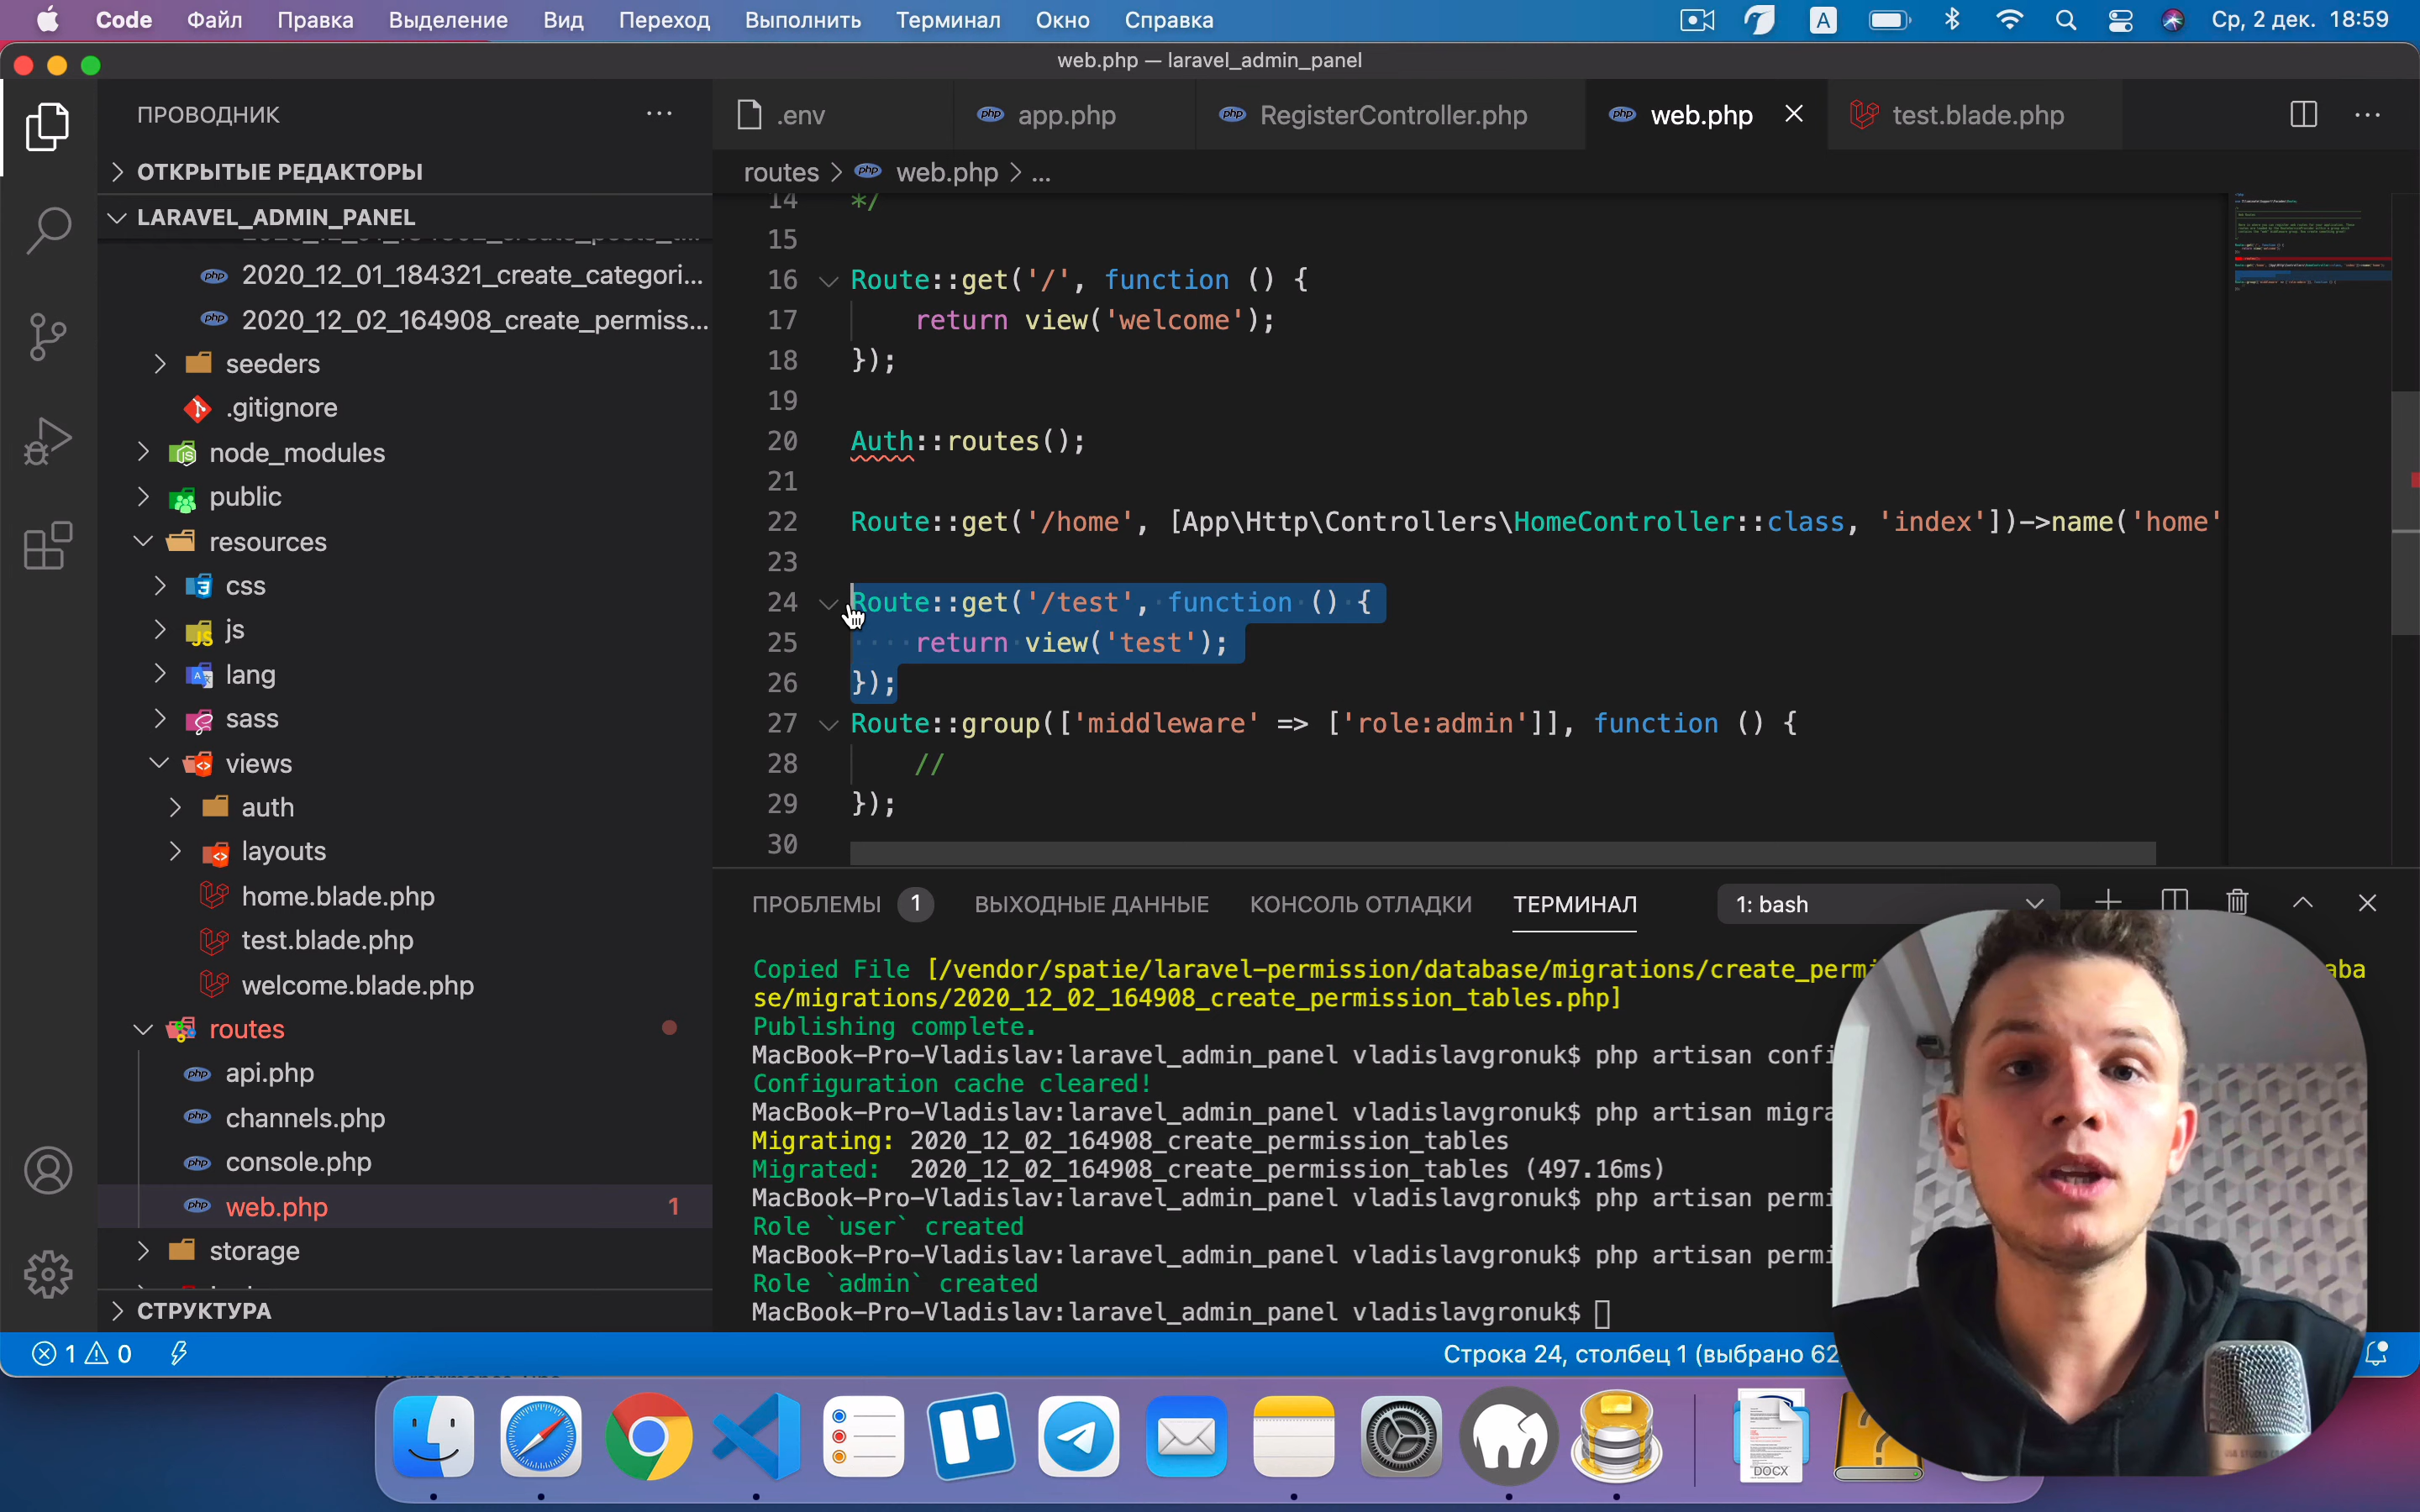 Code Файл Правка Выделение Вид Переход Выполнить Терминал Окно Справка A Ср, 2 дек. 18:59
web.php — laravel_admin_panel
ПРОВОДНИК
.env app.php RegisterController.php web.php test.blade.php
ОТКРЫТЫЕ РЕДАКТОРЫ
LARAVEL_ADMIN_PANEL
2020_12_01_184321_create_categori...
2020_12_02_164908_create_permiss...
seeders
.gitignore
node_modules
public
resources
css
js
lang
sass
views
auth
layouts
home.blade.php
test.blade.php
welcome.blade.php
routes
api.php
channels.php
console.php
web.php 1
storage
СТРУКТУРА
routes > web.php > ...
14 */
15
16 Route::get('/', function () {
17 return view('welcome');
18 });
19
20 Auth::routes();
21
22 Route::get('/home', [App\Http\Controllers\HomeController::class, 'index'])->name('home'
23
24 Route::get('/test', function () {
25 return view('test');
26 });
27 Route::group(['middleware' => ['role:admin']], function () {
28 //
29 });
30
ПРОБЛЕМЫ 1 ВЫХОДНЫЕ ДАННЫЕ КОНСОЛЬ ОТЛАДКИ ТЕРМИНАЛ 1: bash
Copied File [/vendor/spatie/laravel-permission/database/migrations/create_perm aba
se/migrations/2020_12_02_164908_create_permission_tables.php]
Publishing complete.
MacBook-Pro-Vladislav:laravel_admin_panel vladislavgronuk$ php artisan confi
Configuration cache cleared!
MacBook-Pro-Vladislav:laravel_admin_panel vladislavgronuk$ php artisan migra
Migrating: 2020_12_02_164908_create_permission_tables
Migrated: 2020_12_02_164908_create_permission_tables (497.16ms)
MacBook-Pro-Vladislav:laravel_admin_panel vladislavgronuk$ php artisan permi
Role `user` created
MacBook-Pro-Vladislav:laravel_admin_panel vladislavgronuk$ php artisan permi
Role `admin` created
MacBook-Pro-Vladislav:laravel_admin_panel vladislavgronuk$
1 0 Строка 24, столбец 1 (выбрано 62
DOCX